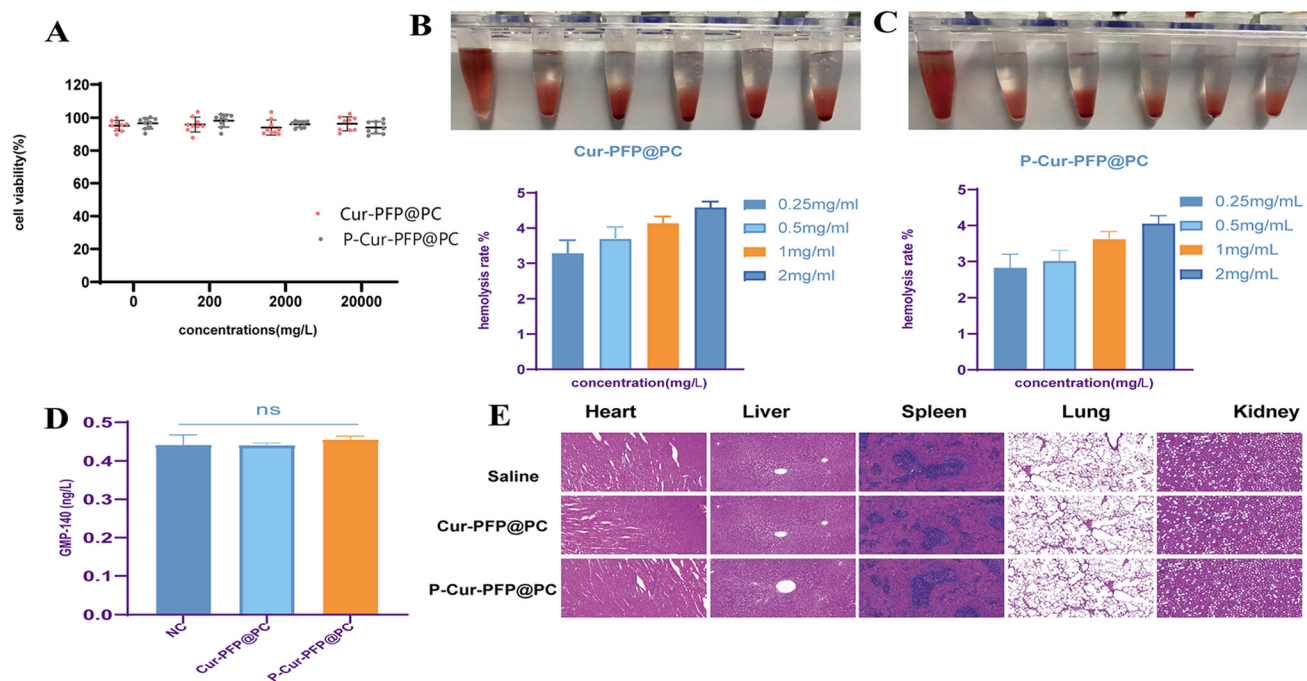 A
120
100
80
60
40
20
0
cell viability(%)
Cur-PFP@PC
P-Cur-PFP@PC
0
200
2000
20000
concentrations(mg/L)
B
Cur-PFP@PC
5
4
3
2
1
0
hemolysis rate %
0.25mg/ml
0.5mg/ml
1mg/ml
2mg/ml
concentration(mg/L)
C
P-Cur-PFP@PC
5
4
3
2
1
0
hemolysis rate %
0.25mg/mL
0.5mg/mL
1mg/mL
2mg/mL
concentration(mg/L)
D
ns
0.5
0.4
0.3
0.2
0.1
0.0
GMP-140 (ng/L)
NC
Cur-PFP@PC
P-Cur-PFP@PC
E
Heart
Liver
Spleen
Lung
Kidney
Saline
Cur-PFP@PC
P-Cur-PFP@PC